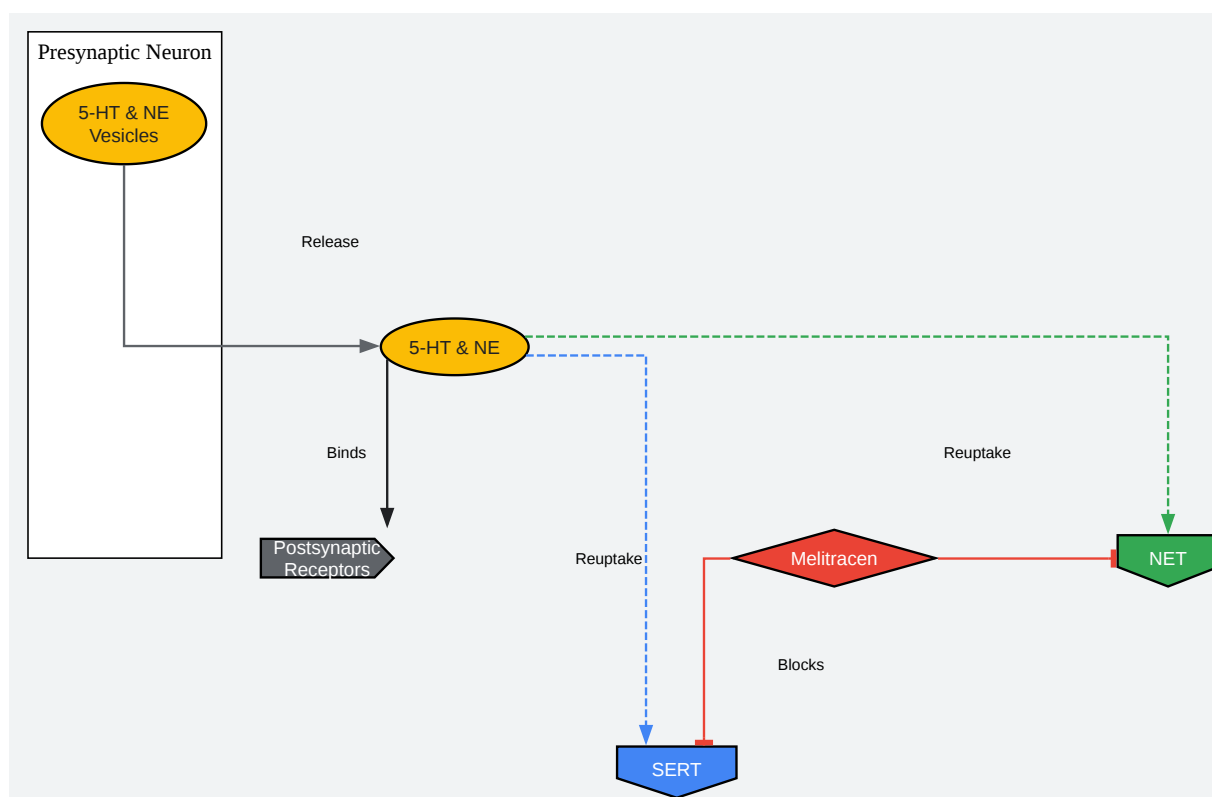 Presynaptic Neuron
5-HT & NE
Vesicles
Release
5-HT & NE
Binds
Reuptake
Postsynaptic
Receptors
Reuptake
Melitracen
NET
Blocks
SERT